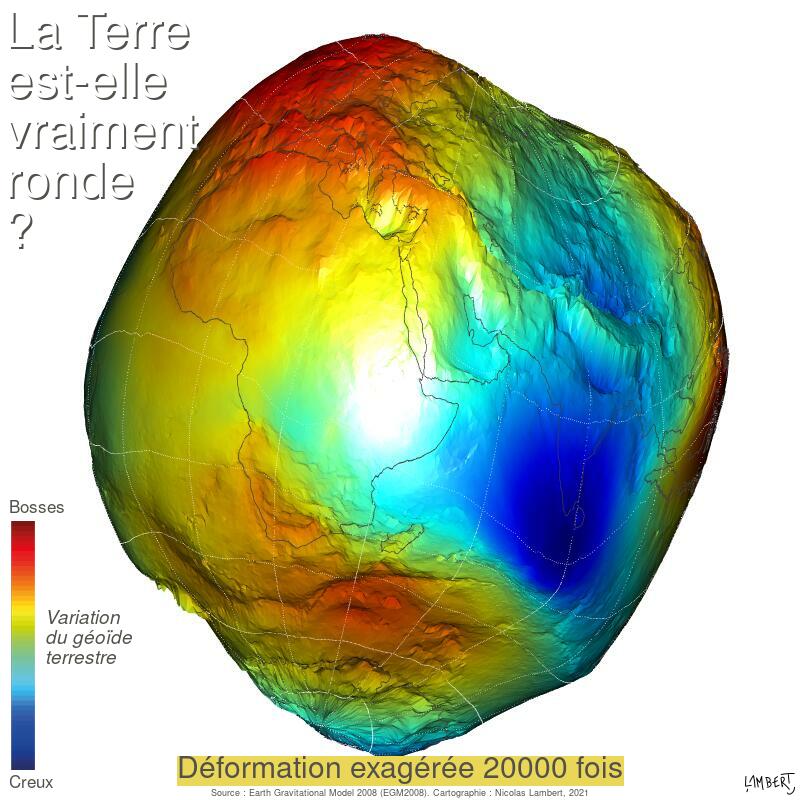 La Terre
est-elle
vraiment
ronde
?
Bosses
Variation
du géoïde
terrestre
Creux
Déformation exagérée 20000 fois
Source : Earth Gravitational Model 2008 (EGM2008). Cartographie : Nicolas Lambert, 2021
LAMBERT